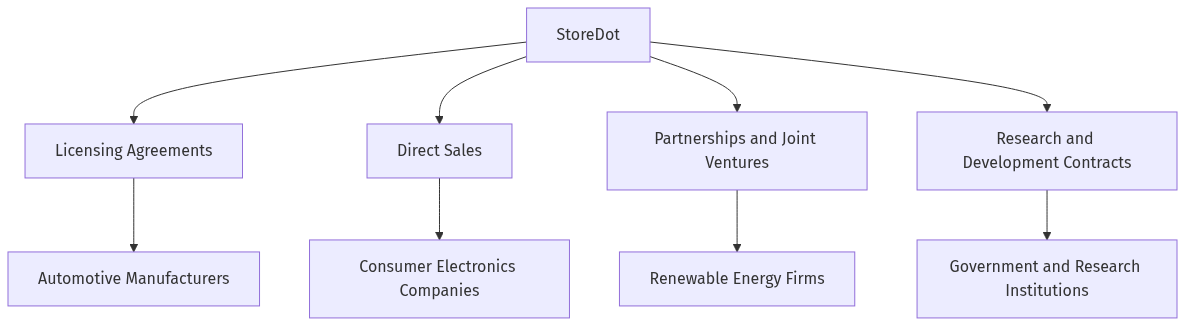 StoreDot
Licensing Agreements
Direct Sales
Partnerships and Joint
Ventures
Research and
Development Contracts
Automotive Manufacturers
Consumer Electronics
Companies
Renewable Energy Firms
Government and Research
Institutions